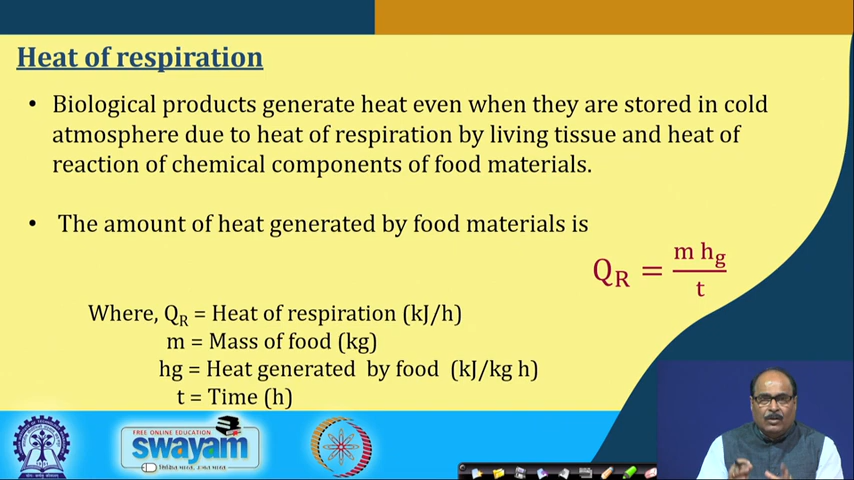 Heat of respiration
• Biological products generate heat even when they are stored in cold
atmosphere due to heat of respiration by living tissue and heat of
reaction of chemical components of food materials.
• The amount of heat generated by food materials is
Q_R = m h_g / t
Where, Q_R = Heat of respiration (kJ/h)
m = Mass of food (kg)
hg = Heat generated by food (kJ/kg h)
t = Time (h)
FREE ONLINE EDUCATION
swayam